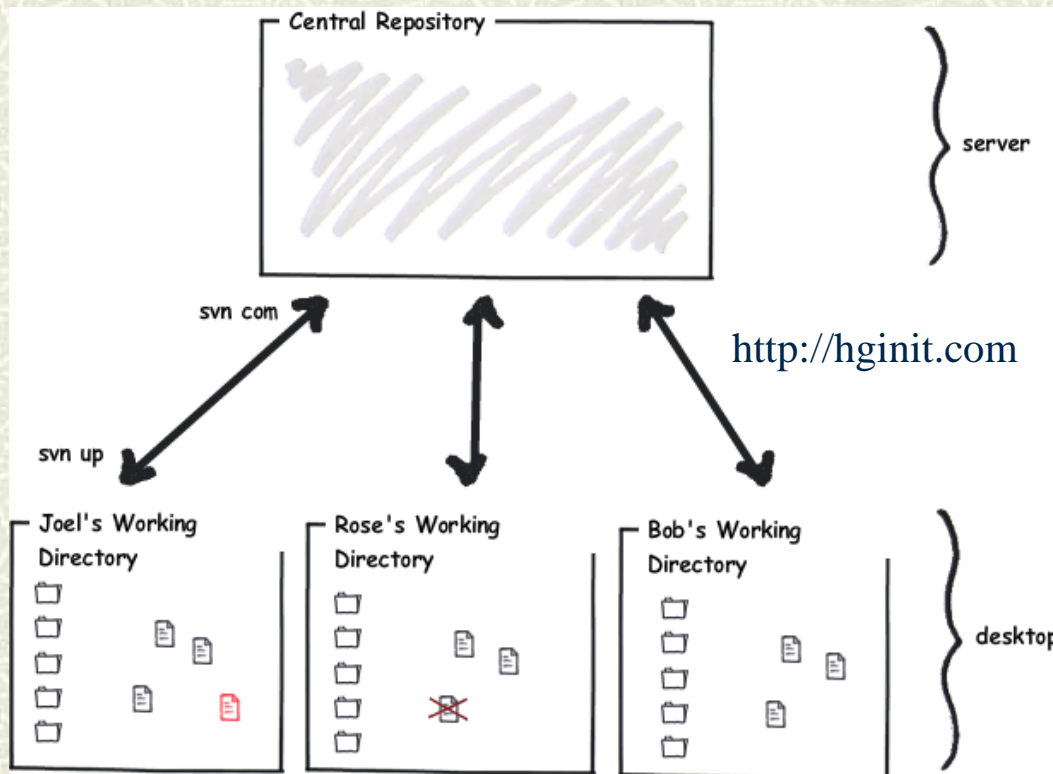 Central Repository
server
svn com
http://hginit.com
svn up
Joel's Working
Directory
Rose's Working
Directory
Bob's Working
Directory
desktop